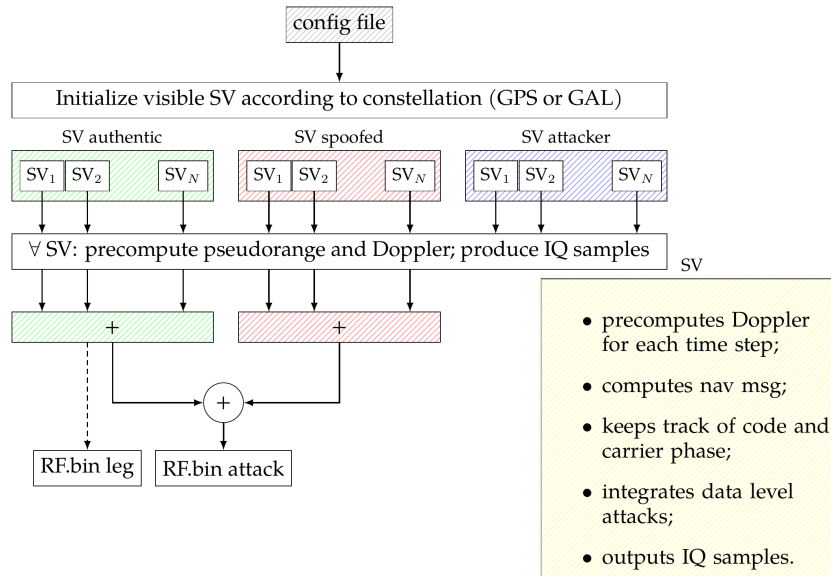 config file
Initialize visible SV according to constellation (GPS or GAL)
SV authentic SV spoofed SV attacker
SV₁ SV₂ SV_N SV₁ SV₂ SV_N SV₁ SV₂ SV_N
∀ SV: precompute pseudorange and Doppler; produce IQ samples
SV
+ +
+
RF.bin leg RF.bin attack
• precomputes Doppler
for each time step;
• computes nav msg;
• keeps track of code and
carrier phase;
• integrates data level
attacks;
• outputs IQ samples.